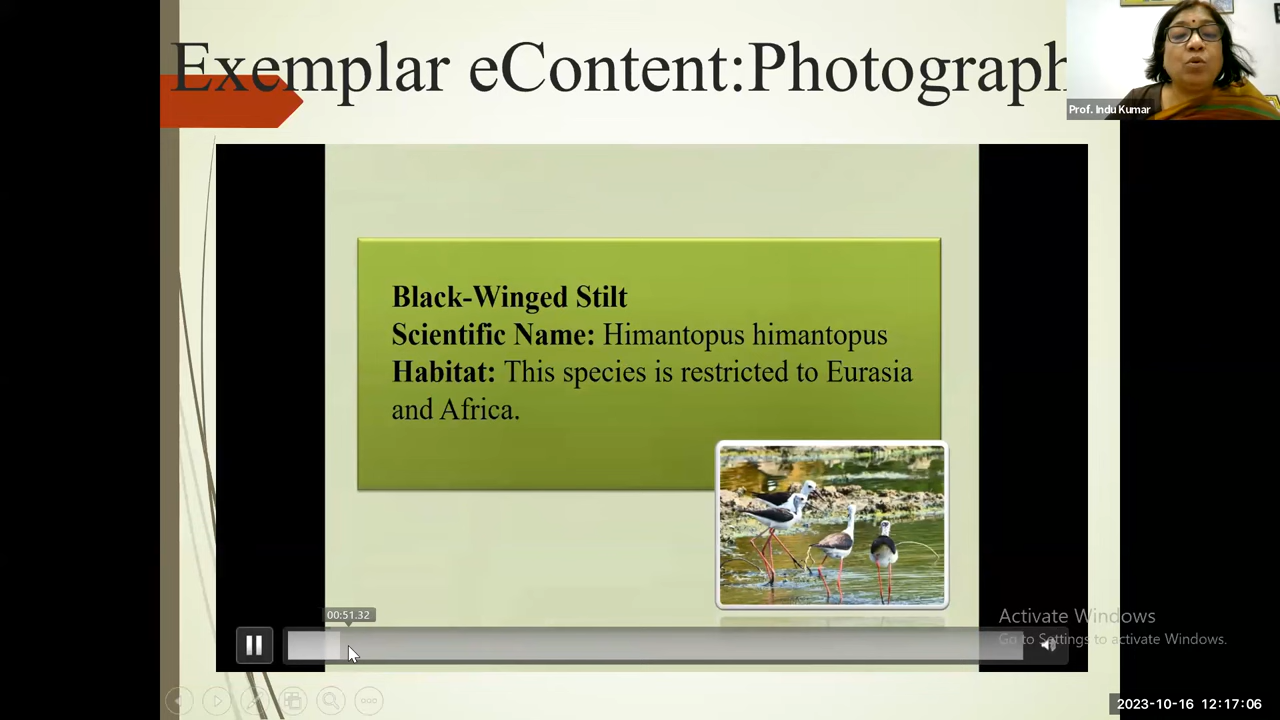 Exemplar eContent:Photograph
Prof. Indu Kumar
Black-Winged Stilt
Scientific Name: Himantopus himantopus
Habitat: This species is restricted to Eurasia
and Africa.
00:51.32
Activate Windows
Go to Settings to activate Windows.
2023-10-16 12:17:06